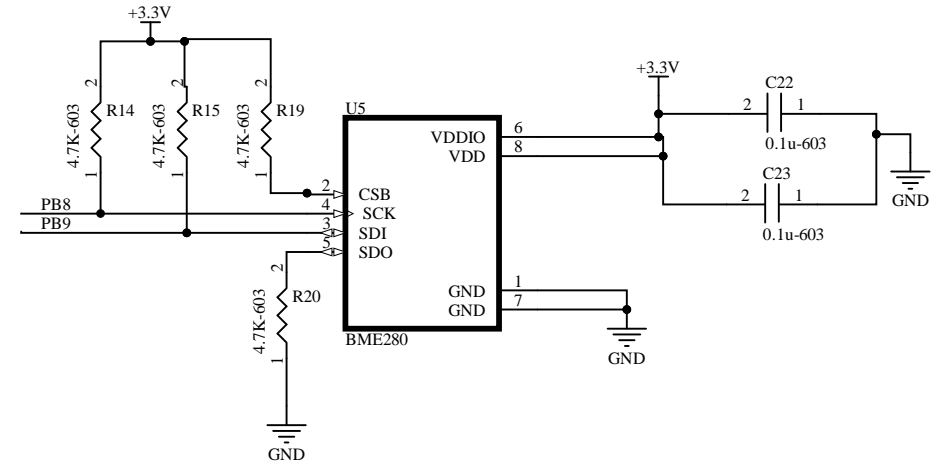 +3.3V
2
2
2
R14
R15
R19
4.7K-603
4.7K-603
4.7K-603
1
1
1
PB8
PB9
U5
2
4
3
5
CSB
SCK
SDI
SDO
VDDIO
VDD
6
8
GND
GND
1
7
BME280
2
R20
4.7K-603
1
GND
GND
+3.3V
C22
2
1
0.1u-603
C23
2
1
0.1u-603
GND